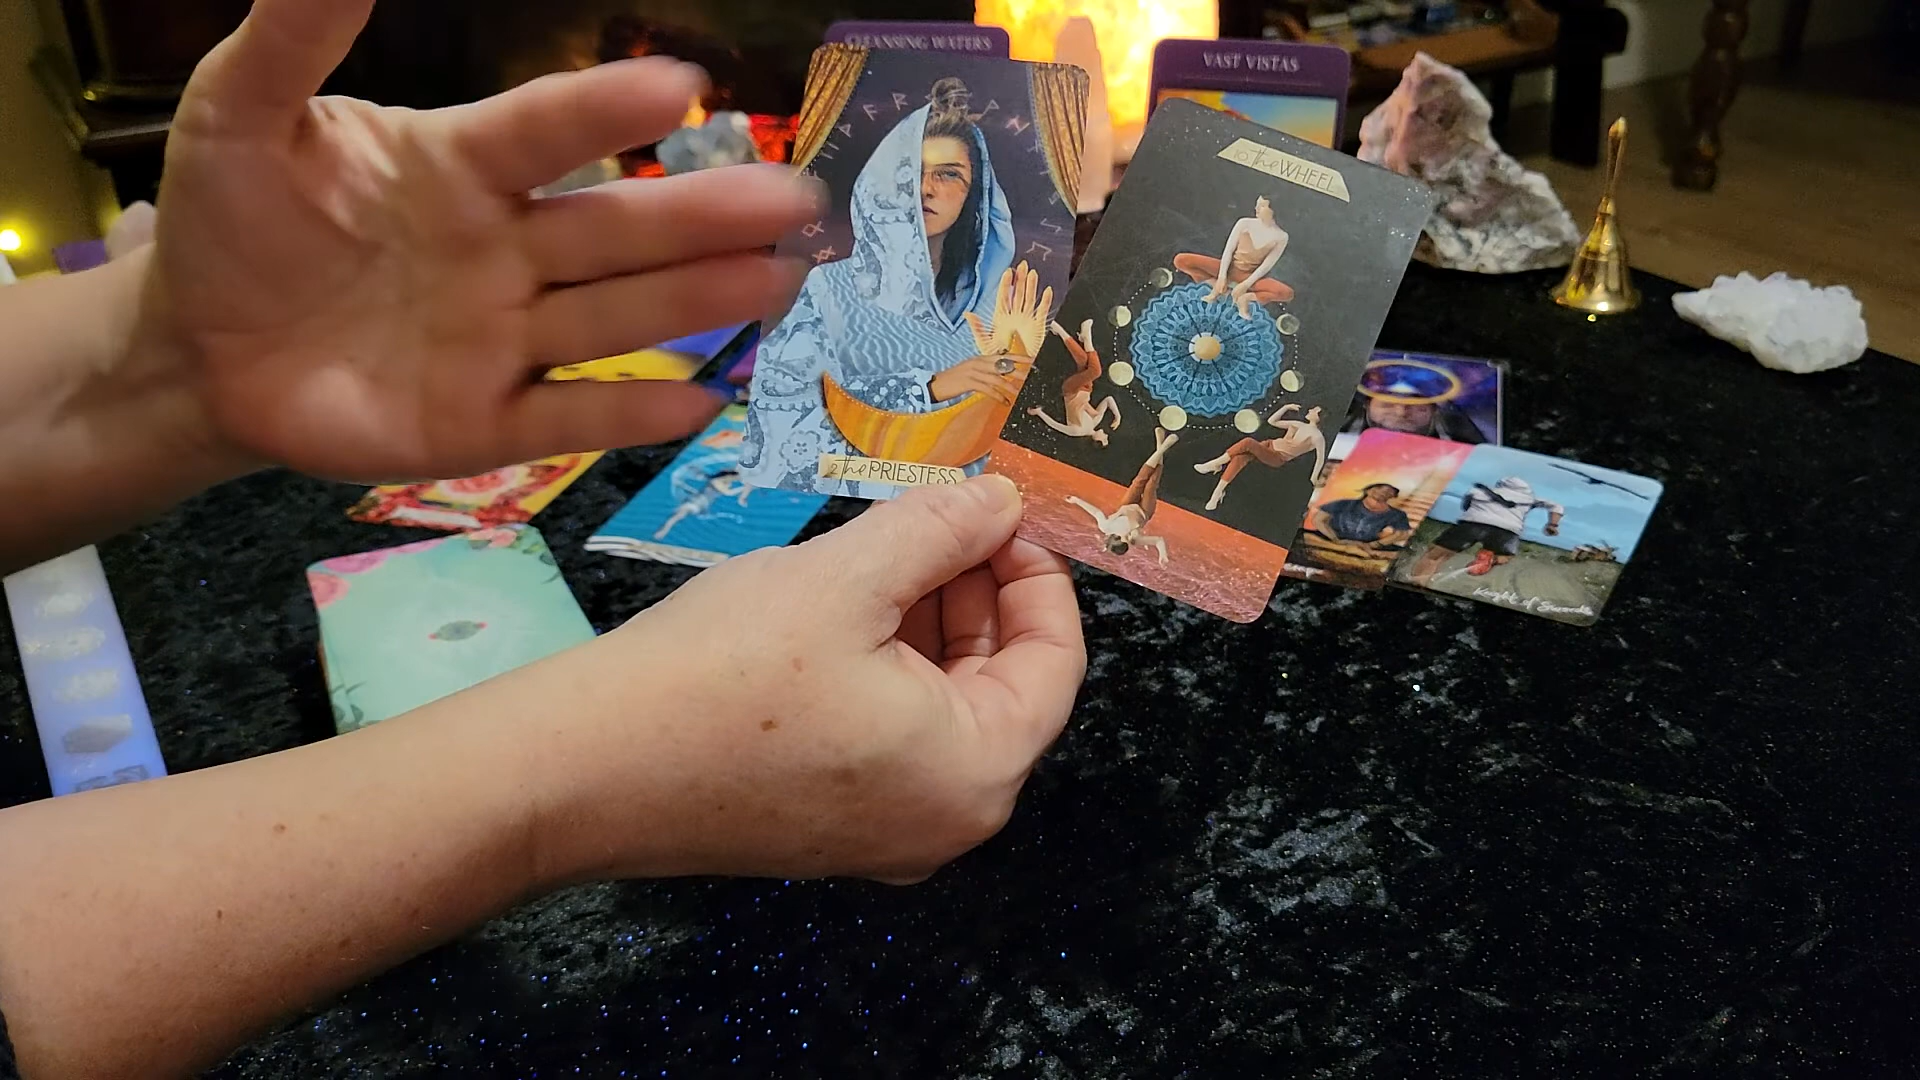 CLEANSING WATERS
VAST VISTAS
10 the WHEEL
2 the PRIESTESS
Knight of Swords